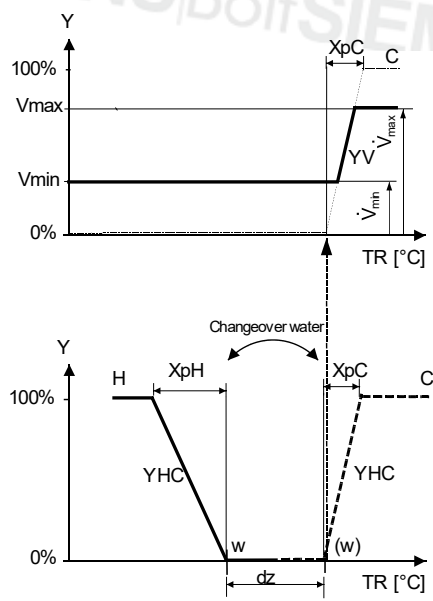 SIEM
Y
XpC
100%
C
Vmax
YV
V̇max
Vmin
V̇min
0%
TR [°C]
Changeover water
Y
H
XpH
XpC
C
100%
YHC
YHC
w
(w)
0%
dz
TR [°C]